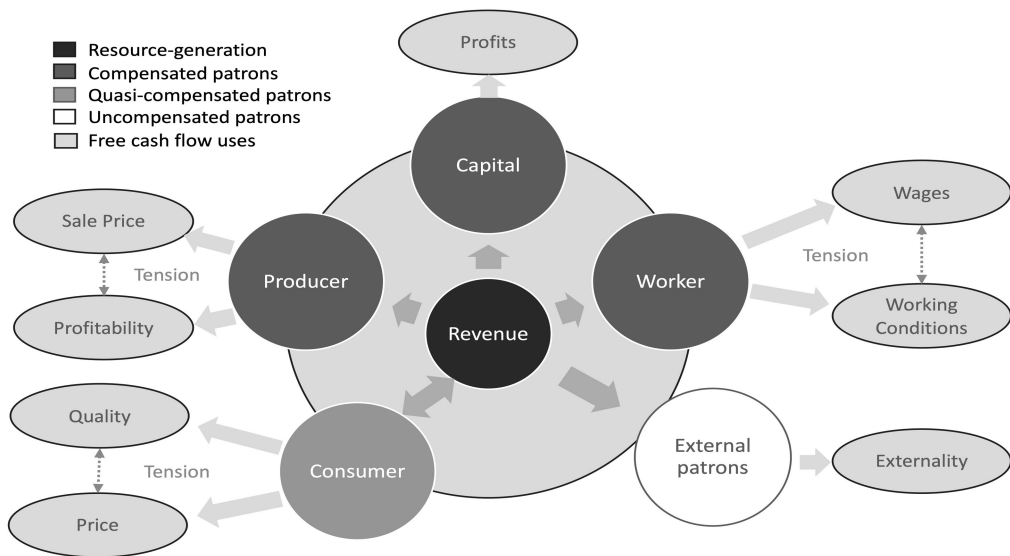 Resource-generation
Compensated patrons
Quasi-compensated patrons
Uncompensated patrons
Free cash flow uses
Profits
Capital
Sale Price
Tension
Profitability
Producer
Worker
Wages
Tension
Working
Conditions
Revenue
Quality
Tension
Price
Consumer
External
patrons
Externality